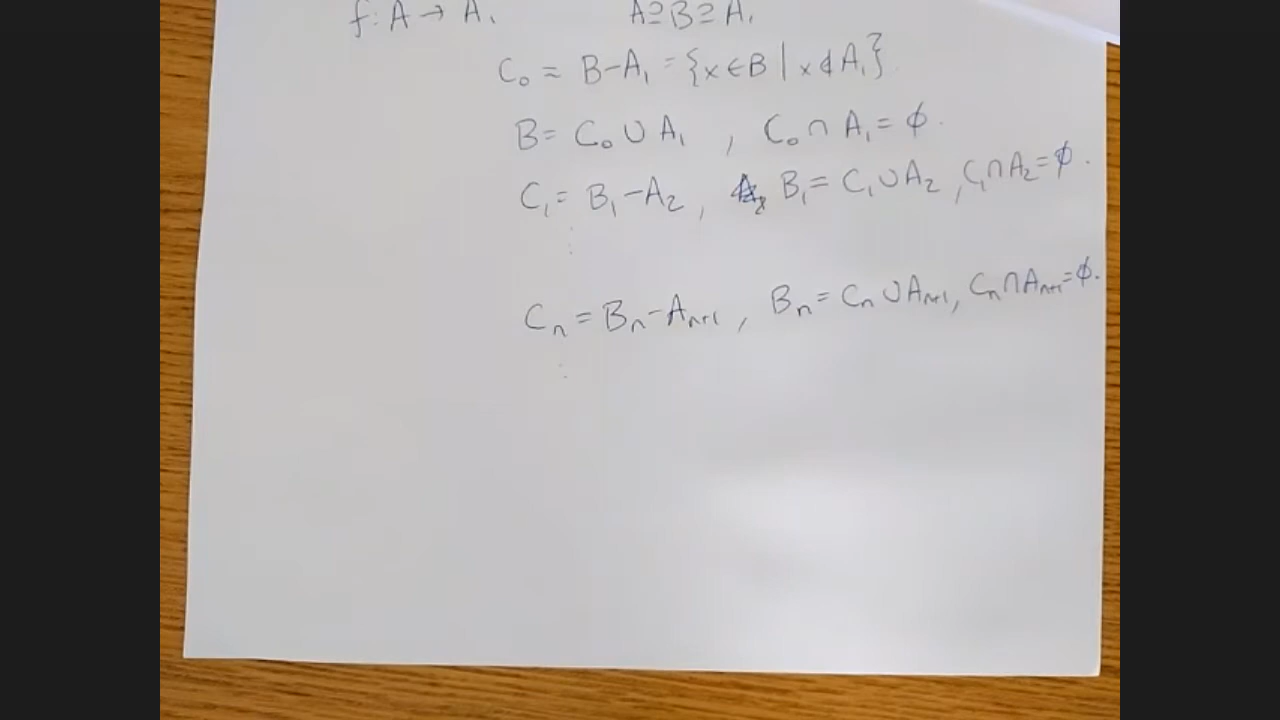 f: A → A₁ A⊇B⊇A₁
C₀ = B-A₁ = {x∈B | x∉A₁}
B = C₀ ∪ A₁ , C₀ ∩ A₁ = ϕ.
C₁ = B₁-A₂ , B₁ = C₁∪A₂ , C₁∩A₂=ϕ.
⋮
Cₙ = Bₙ-Aₙ₊₁ , Bₙ = Cₙ∪Aₙ₊₁, Cₙ∩Aₙ₊₁=ϕ.
⋮